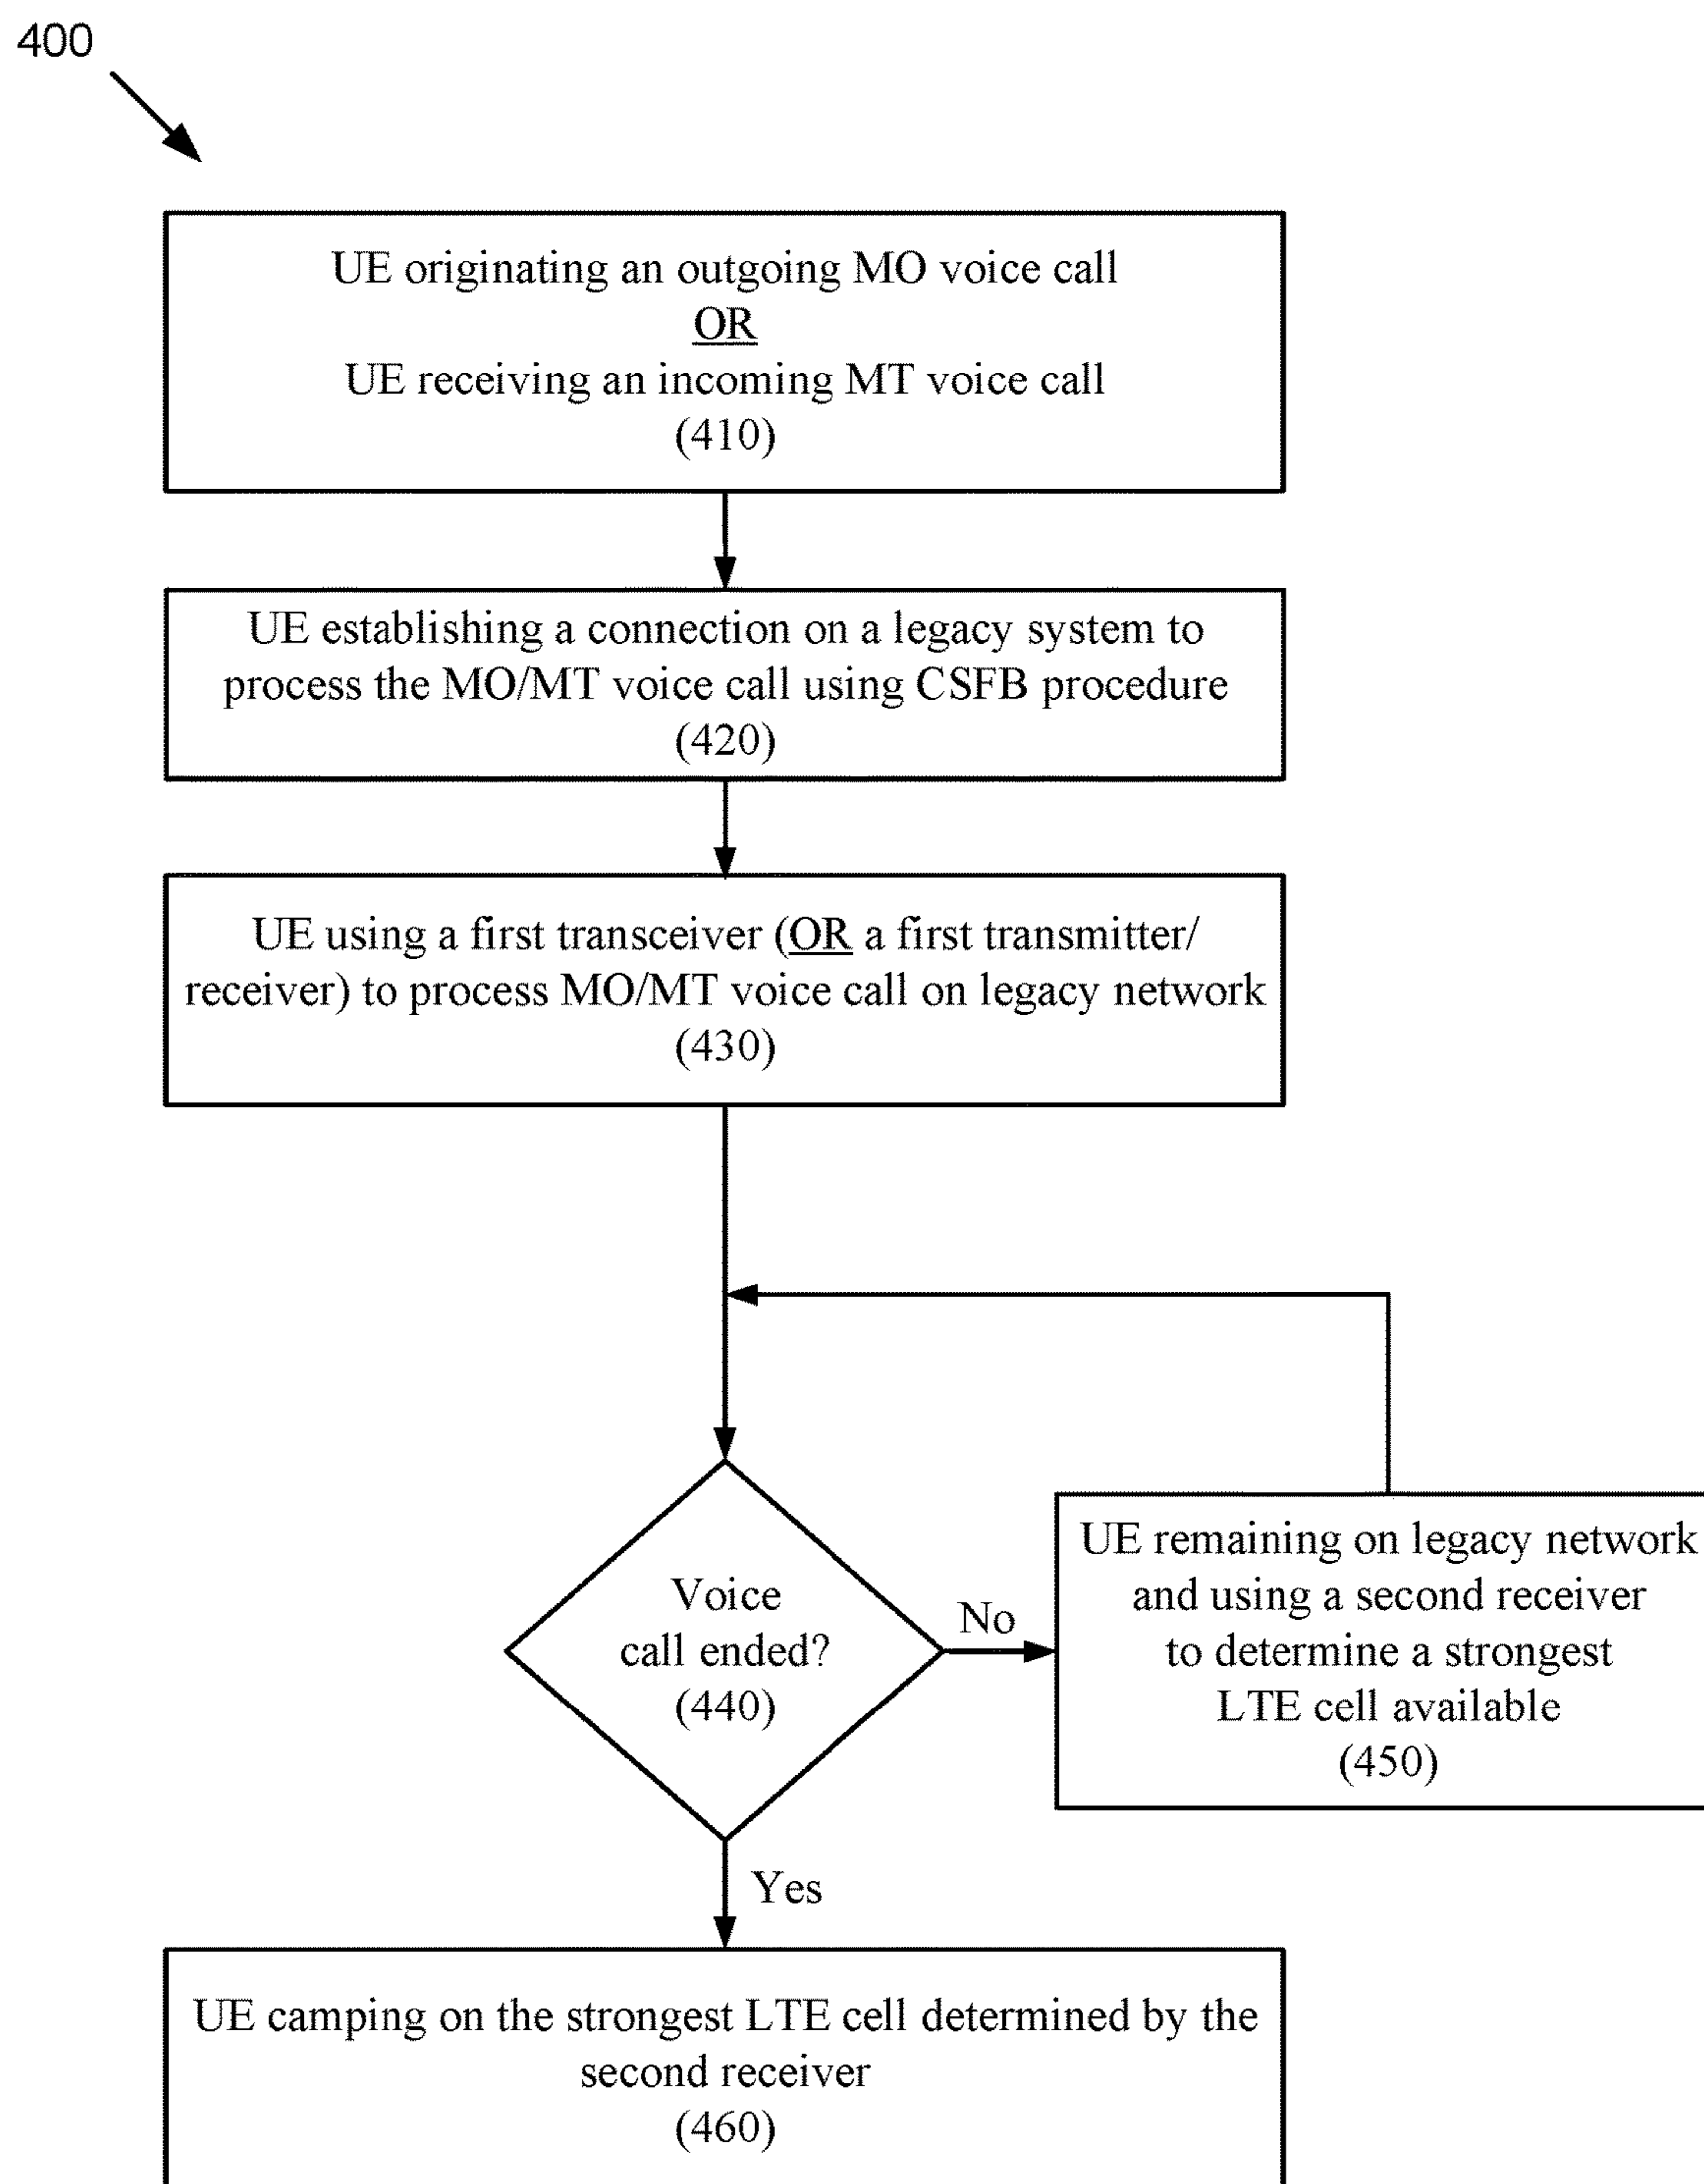 400
UE originating an outgoing MO voice call
OR
UE receiving an incoming MT voice call
(410)
UE establishing a connection on a legacy system to
process the MO/MT voice call using CSFB procedure
(420)
UE using a first transceiver (OR a first transmitter/
receiver) to process MO/MT voice call on legacy network
(430)
Voice
call ended?
(440)
No
UE remaining on legacy network
and using a second receiver
to determine a strongest
LTE cell available
(450)
Yes
UE camping on the strongest LTE cell determined by the
second receiver
(460)